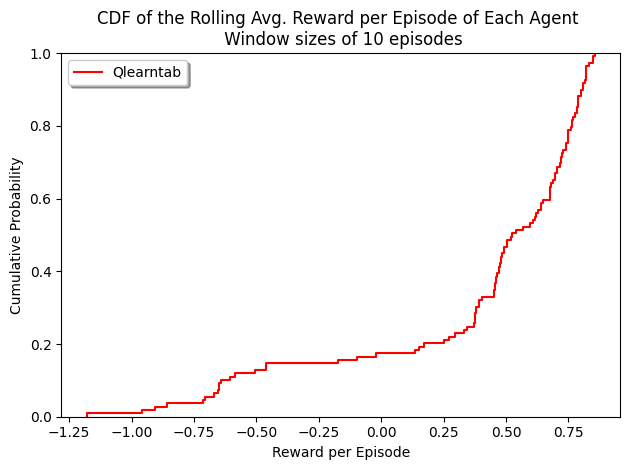 CDF of the Rolling Avg. Reward per Episode of Each Agent
Window sizes of 10 episodes
Qlearntab
Cumulative Probability
1.0
0.8
0.6
0.4
0.2
0.0
−1.25 −1.00 −0.75 −0.50 −0.25 0.00 0.25 0.50 0.75
Reward per Episode